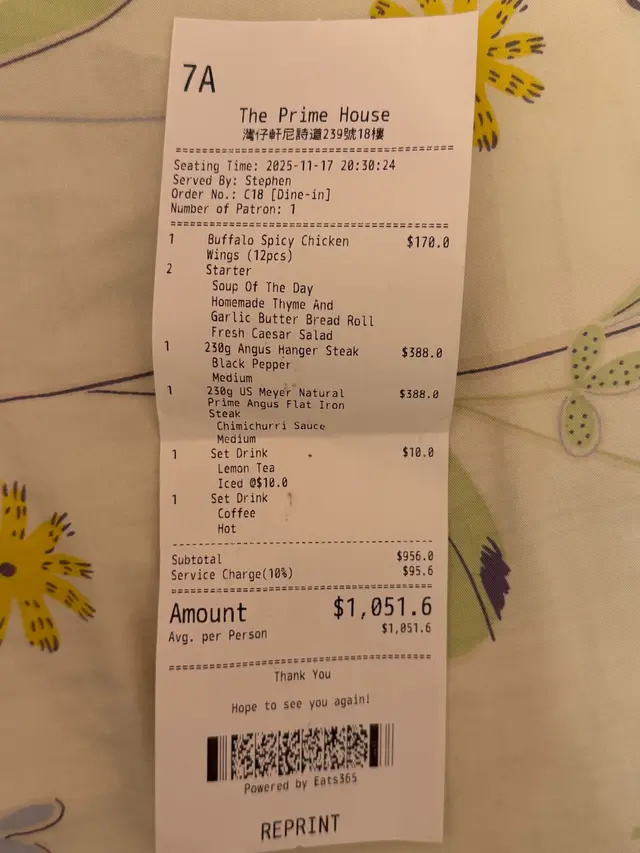 7A
The Prime House
灣仔軒尼詩道239號18樓
Seating Time: 2025-11-17 20:30:24
Served By: Stephen
Order No.: C18 [Dine-in]
Number of Patron: 1
1 Buffalo Spicy Chicken $170.0
Wings (12pcs)
2 Starter
Soup Of The Day
Homemade Thyme And
Garlic Butter Bread Roll
Fresh Caesar Salad
1 230g Angus Hanger Steak $388.0
Black Pepper
Medium
1 230g US Meyer Natural $388.0
Prime Angus Flat Iron
Steak
Chimichurri Sauce
Medium
1 Set Drink $10.0
Lemon Tea
Iced @$10.0
1 Set Drink
Coffee
Hot
Subtotal $956.0
Service Charge(10%) $95.6
Amount $1,051.6
Avg. per Person $1,051.6
Thank You
Hope to see you again!
Powered by Eats365
REPRINT